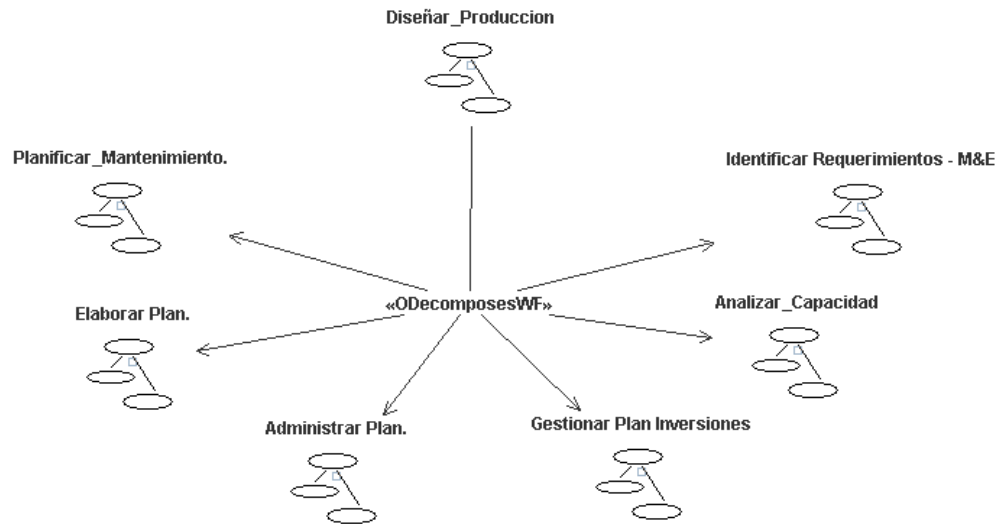 Diseñar_Produccion
Planificar_Mantenimiento.
Identificar Requerimientos - M&E
«ODecomposesWF»
Analizar_Capacidad
Elaborar Plan.
Administrar Plan.
Gestionar Plan Inversiones